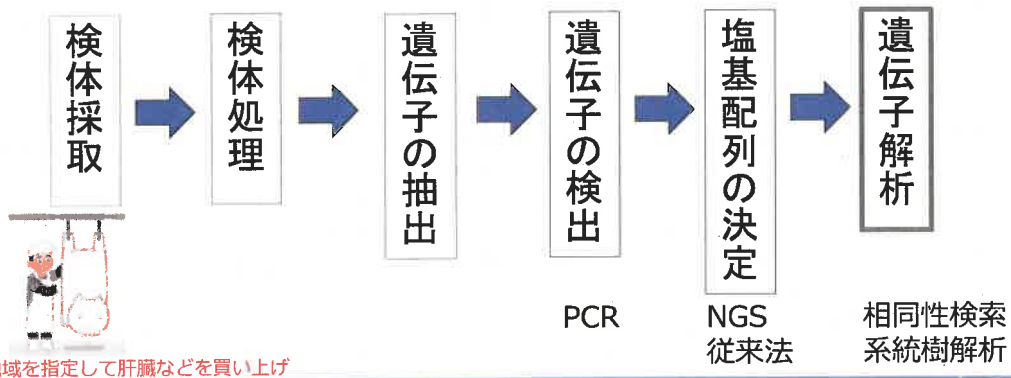 検体採取
検体処理
遺伝子の抽出
遺伝子の検出
塩基配列の決定
遺伝子解析
PCR
NGS
従来法
相同性検索
系統樹解析
域を指定して肝臓などを買い上げ